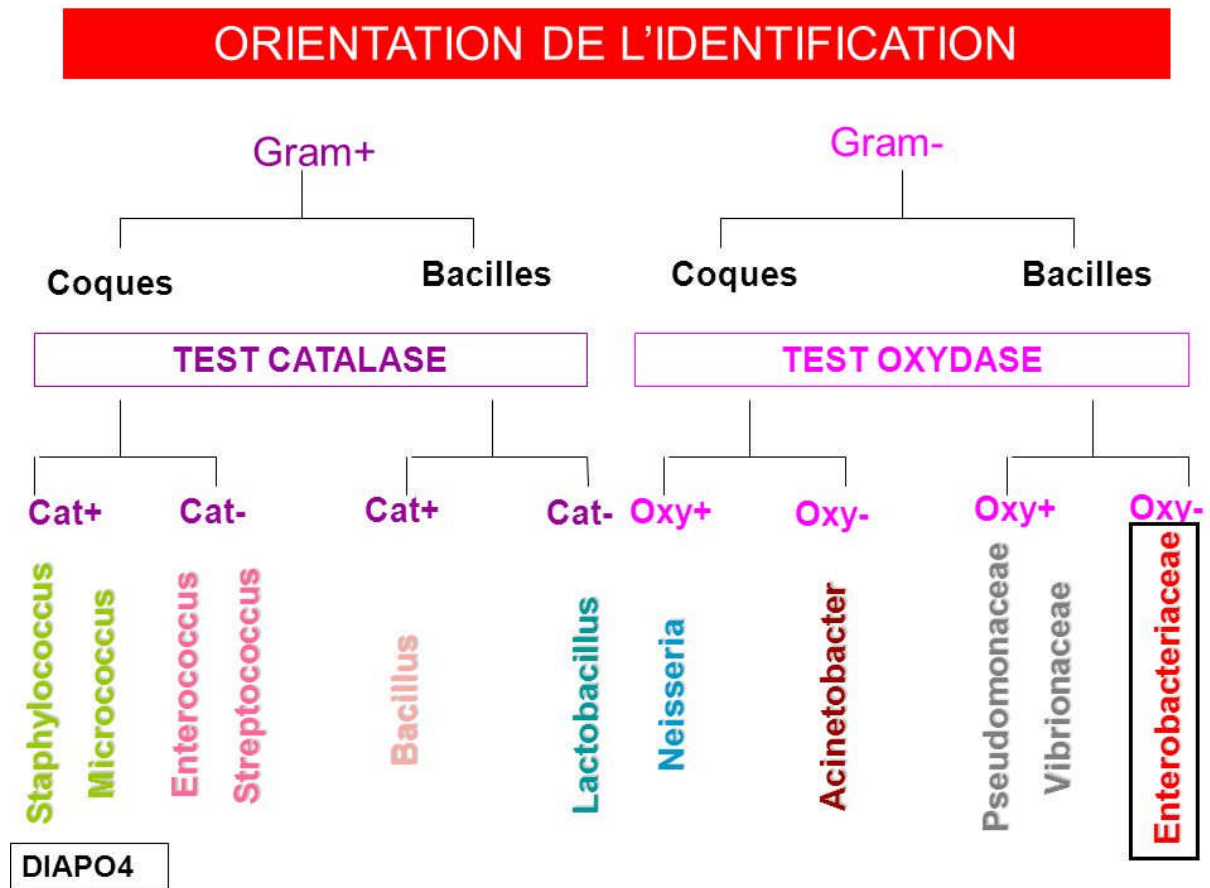 ORIENTATION DE L'IDENTIFICATION
Gram+
Gram-
Coques
Bacilles
Coques
Bacilles
TEST CATALASE
TEST OXYDASE
Cat+
Cat-
Cat+
Cat-
Oxy+
Oxy-
Oxy+
Oxy-
Staphylococcus
Micrococcus
Enterococcus
Streptococcus
Bacillus
Lactobacillus
Neisseria
Acinetobacter
Pseudomonaceae
Vibrionaceae
Enterobacteriaceae
DIAPO4